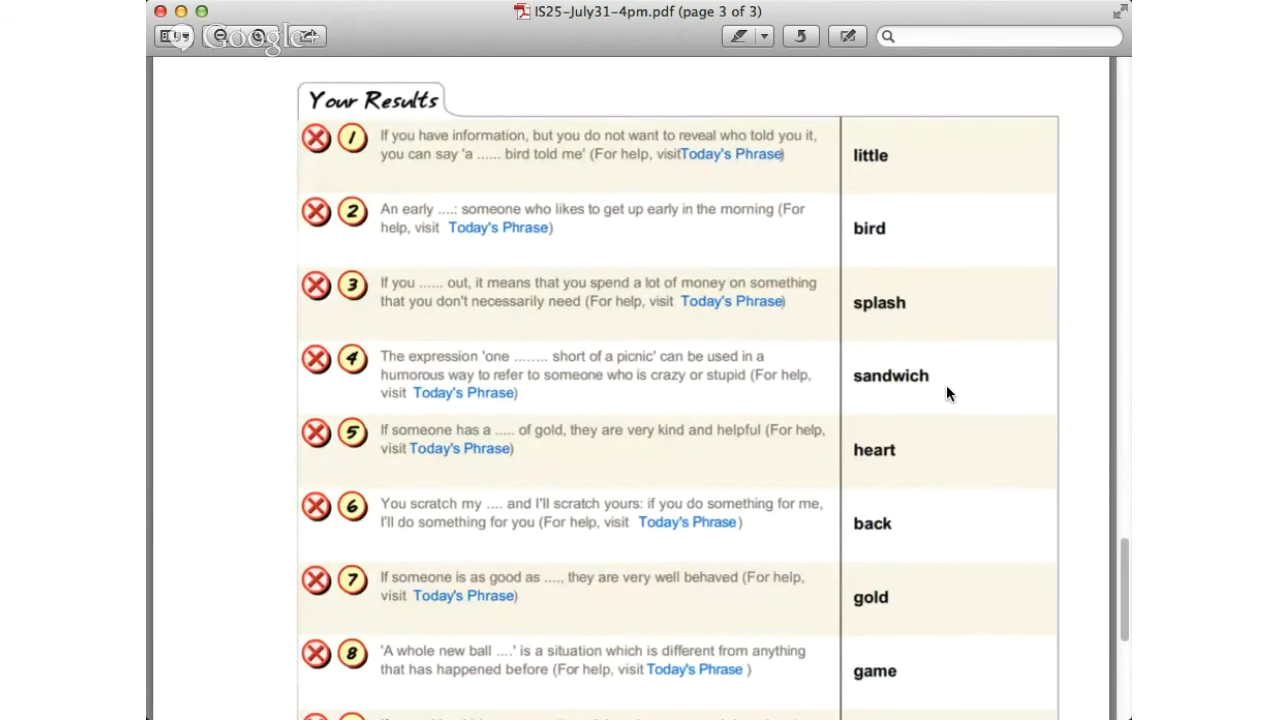 IS25-July31-4pm.pdf (page 3 of 3)
Google+
Your Results
1
If you have information, but you do not want to reveal who told you it,
you can say 'a ...... bird told me' (For help, visitToday's Phrase)
little
2
An early ....: someone who likes to get up early in the morning (For
help, visit Today's Phrase)
bird
3
If you ...... out, it means that you spend a lot of money on something
that you don't necessarily need (For help, visit Today's Phrase)
splash
4
The expression 'one ........ short of a picnic' can be used in a
humorous way to refer to someone who is crazy or stupid (For help,
visit Today's Phrase)
sandwich
5
If someone has a ..... of gold, they are very kind and helpful (For help,
visit Today's Phrase)
heart
6
You scratch my .... and I'll scratch yours: if you do something for me,
I'll do something for you (For help, visit Today's Phrase )
back
7
If someone is as good as ...., they are very well behaved (For help,
visit Today's Phrase)
gold
8
'A whole new ball ....' is a situation which is different from anything
that has happened before (For help, visit Today's Phrase )
game